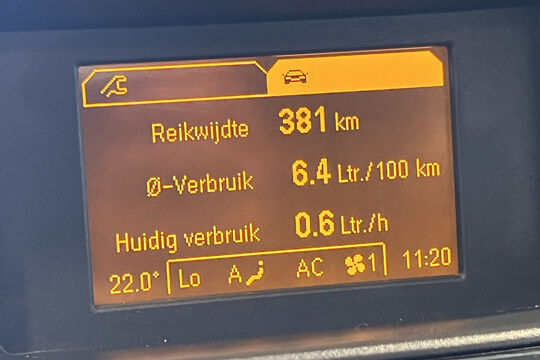 Reikwijdte 381 km
Ø-Verbruik 6.4 Ltr./100 km
Huidig verbruik 0.6 Ltr./h
22.0° Lo A AC 1 11:20